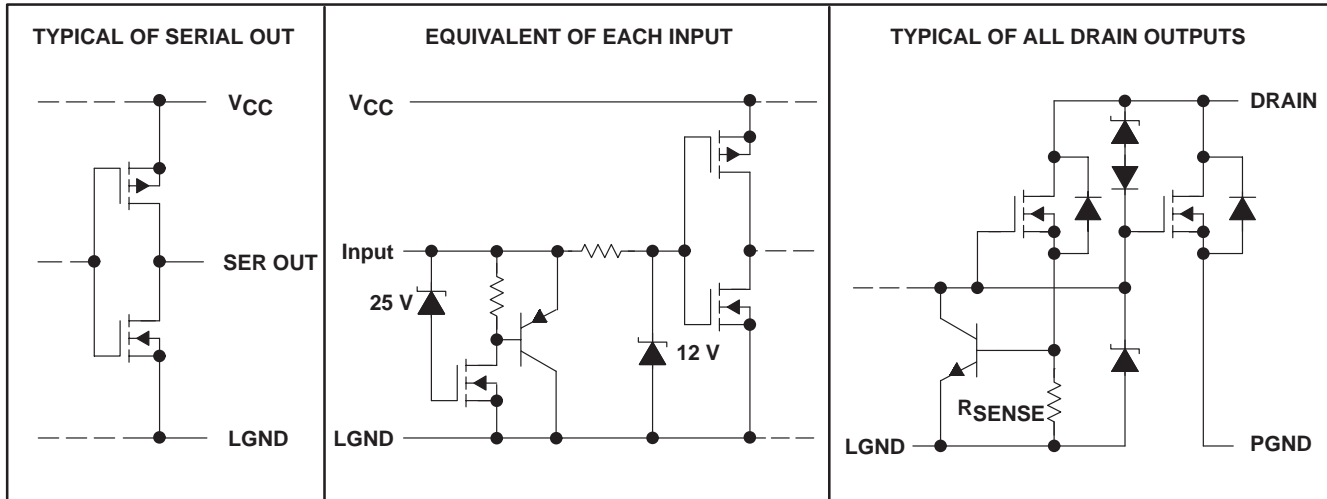 TYPICAL OF SERIAL OUT
VCC
SER OUT
LGND
EQUIVALENT OF EACH INPUT
VCC
Input
25 V
12 V
LGND
TYPICAL OF ALL DRAIN OUTPUTS
DRAIN
RSENSE
LGND
PGND